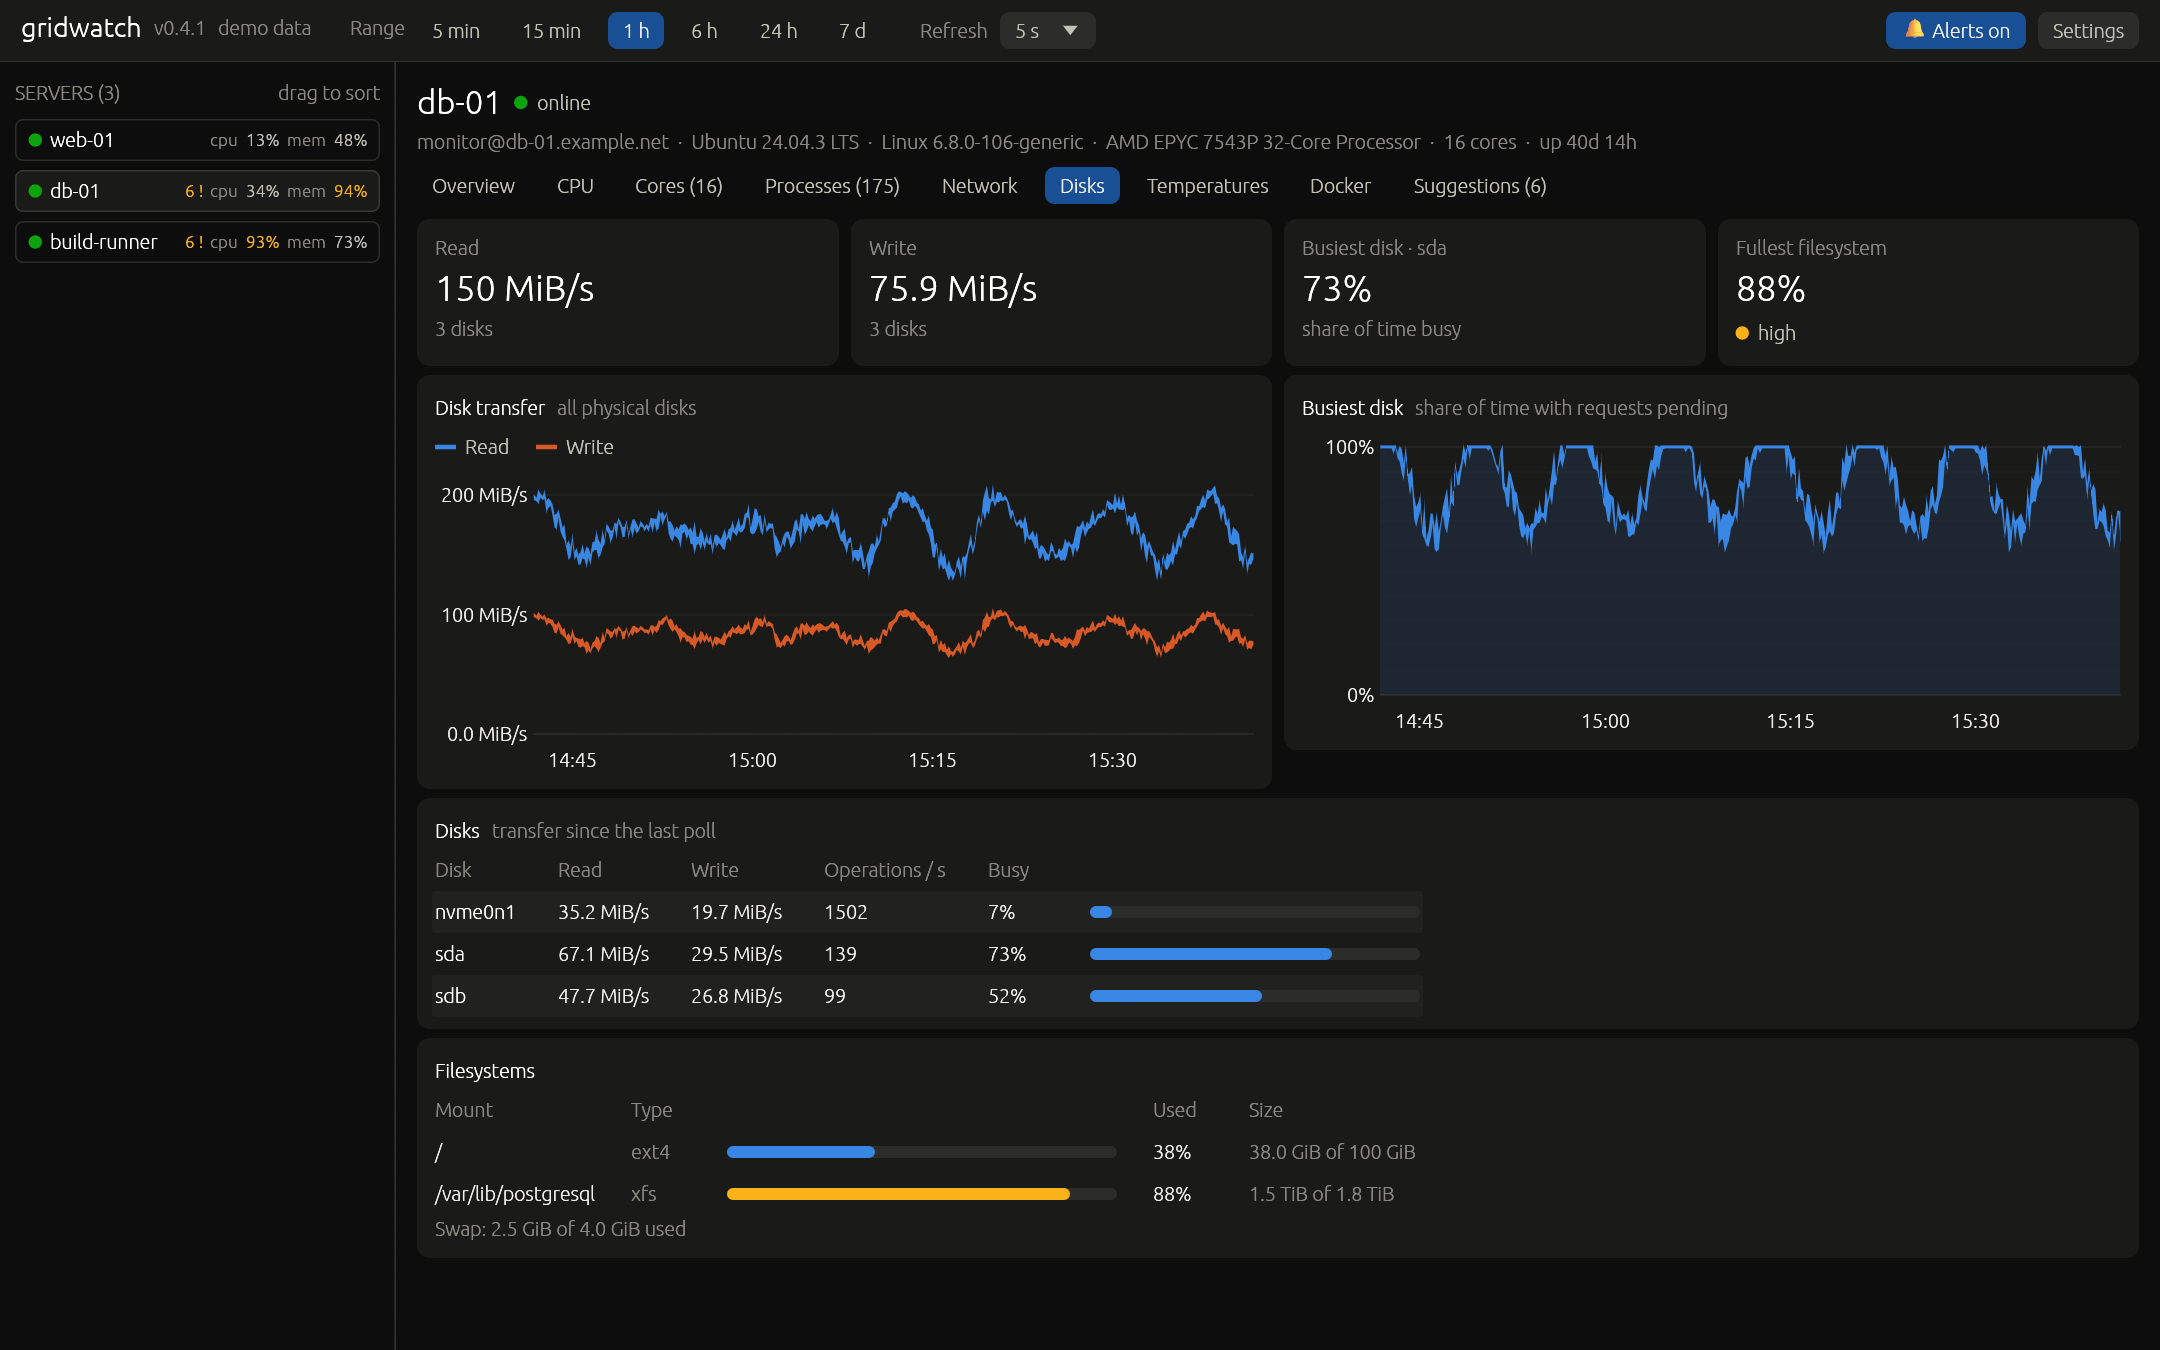 gridwatch v0.4.1 demo data Range 5 min 15 min 1 h 6 h 24 h 7 d Refresh 5 s Alerts on Settings
SERVERS (3) drag to sort
web-01 cpu 13% mem 48%
db-01 6 ! cpu 34% mem 94%
build-runner 6 ! cpu 93% mem 73%
db-01 online
monitor@db-01.example.net · Ubuntu 24.04.3 LTS · Linux 6.8.0-106-generic · AMD EPYC 7543P 32-Core Processor · 16 cores · up 40d 14h
Overview CPU Cores (16) Processes (175) Network Disks Temperatures Docker Suggestions (6)
Read
150 MiB/s
3 disks
Write
75.9 MiB/s
3 disks
Busiest disk · sda
73%
share of time busy
Fullest filesystem
88%
high
Disk transfer all physical disks
Read Write
200 MiB/s
100 MiB/s
0.0 MiB/s
14:45 15:00 15:15 15:30
Busiest disk share of time with requests pending
100%
0%
14:45 15:00 15:15 15:30
Disks transfer since the last poll
Disk Read Write Operations / s Busy
nvme0n1 35.2 MiB/s 19.7 MiB/s 1502 7%
sda 67.1 MiB/s 29.5 MiB/s 139 73%
sdb 47.7 MiB/s 26.8 MiB/s 99 52%
Filesystems
Mount Type Used Size
/ ext4 38% 38.0 GiB of 100 GiB
/var/lib/postgresql xfs 88% 1.5 TiB of 1.8 TiB
Swap: 2.5 GiB of 4.0 GiB used